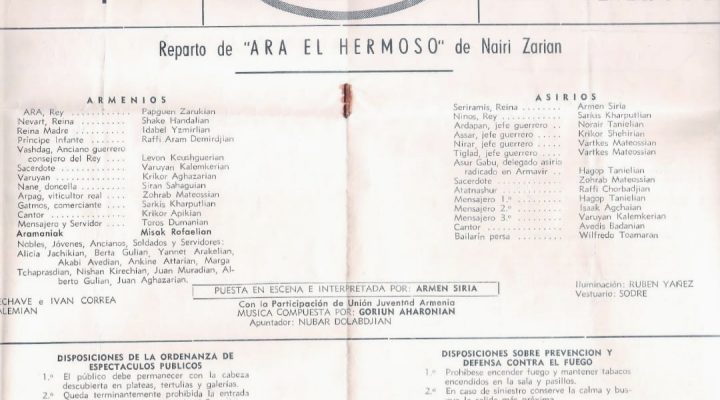 Reparto de "ARA EL HERMOSO" de Nairi Zarian
ARMENIOS
ARA, Rey .......... Papguen Zarukian
Nevart, Reina .......... Shake Handalian
Reina Madre .......... Idabel Yzmirlian
Príncipe Infante .......... Raffi Aram Demirdjian
Vashdag, Anciano guerrero
consejero del Rey .... Levon Keushguerian
Sacerdote .......... Varuyan Kalemkerian
Varuyan .......... Krikor Aghazarian
Nane, doncella .......... Siran Sahaguian
Arpag, viticultor real .... Zohrab Mateossian
Gatmos, comerciante .... Sarkis Kharputlian
Cantor .......... Krikor Apikian
Mensajero y Servidor .... Toros Dumanian
Aramaniak Misak Rofaelian
Nobles, Jóvenes, Ancianos, Soldados y Servidores:
Alicia Jachikian, Berta Gulian, Yannet Arakelian,
Akabi Avedian, Ankine Attarian, Marga
Tchaprasdian, Nishan Kirechian, Juan Muradian, Al-
berto Gulian, Juan Aghazarian.
ASIRIOS
Seriramis, Reina ........ Armen Siria
Ninos, Rey .......... Sarkis Kharputlian
Ardapan, jefe guerrero .. Norair Tanielian
Assar, jefe guerrero .... Krikor Shehirian
Nirar, jefe guerrero .... Vartkes Mateossian
Tiglad, jefe guerrero .... Vartkes Mateossian
Asur Gabu, delegado asirio
radicado en Armavir .. Hagop Tanielian
Sacerdote .......... Zohrab Mateossian
Atatnashur .......... Raffi Chorbadjian
Mensajero 1.º .......... Hagop Tanielian
Mensajero 2.º .......... Isaak Agchaian
Mensajero 3.º .......... Varuyan Kalemkerian
Cantor .......... Avedis Badanian
Bailarín persa .......... Wilfredo Toamaran
ECHAVE e IVAN CORREA
ALEMIAN
PUESTA EN ESCENA E INTERPRETADA POR: ARMEN SIRIA
Con la Participación de Unión Juventnd Armenia
MUSICA COMPUESTA POR: GORIUN AHARONIAN
Apuntador: NUBAR DOLABDJIAN
Iluminación: RUBEN YAÑEZ
Vestuario: SODRE
DISPOSICIONES DE LA ORDENANZA DE
ESPECTACULOS PUBLICOS
1.º El público debe permanecer con la cabeza
descubierta en plateas, tertulias y galerías.
2.º Queda terminantemente prohibida la entrada
DISPOSICIONES SOBRE PREVENCION Y
DEFENSA CONTRA EL FUEGO
1.º Prohíbese encender fuego y mantener tabacos
encendidos en la sala y pasillos.
2.º En caso de siniestro conserve la calma y bus-
que la salida más próxima